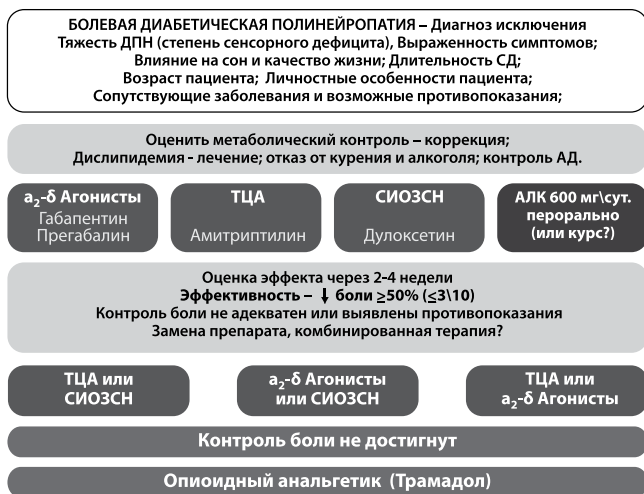 БОЛЕВАЯ ДИАБЕТИЧЕСКАЯ ПОЛИНЕЙРОПАТИЯ – Диагноз исключения
Тяжесть ДПН (степень сенсорного дефицита), Выраженность симптомов;
Влияние на сон и качество жизни; Длительность СД;
Возраст пациента; Личностные особенности пациента;
Сопутствующие заболевания и возможные противопоказания;
Оценить метаболический контроль – коррекция;
Дислипидемия - лечение; отказ от курения и алкоголя; контроль АД.
a₂-δ Агонисты
Габапентин
Прегабалин
ТЦА
Амитриптилин
СИОЗСН
Дулоксетин
АЛК 600 мг\сут.
перорально
(или курс?)
Оценка эффекта через 2-4 недели
Эффективность – ↓ боли ≥50% (≤3\10)
Контроль боли не адекватен или выявлены противопоказания
Замена препарата, комбинированная терапия?
ТЦА или
СИОЗСН
a₂-δ Агонисты
или СИОЗСН
ТЦА или
a₂-δ Агонисты
Контроль боли не достигнут
Опиоидный анальгетик (Трамадол)